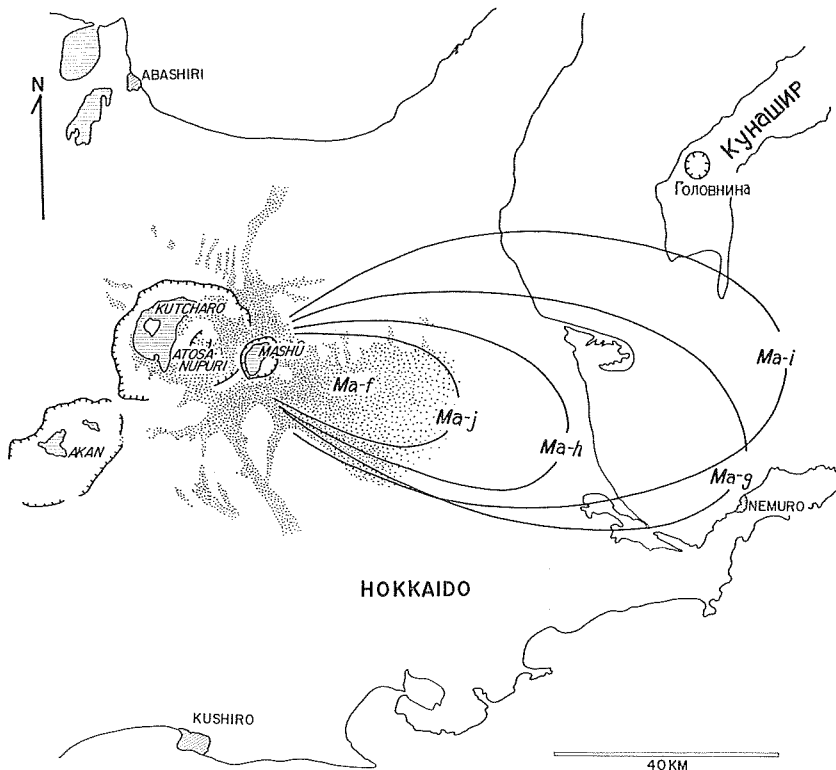 N
ABASHIRI
Кунашир
Головнина
KUTCHARO
ATOSA-
NUPURI
MASHŪ
Ma-i
Ma-f
Ma-j
AKAN
Ma-h
Ma-g
NEMURO
HOKKAIDO
KUSHIRO
40 KM